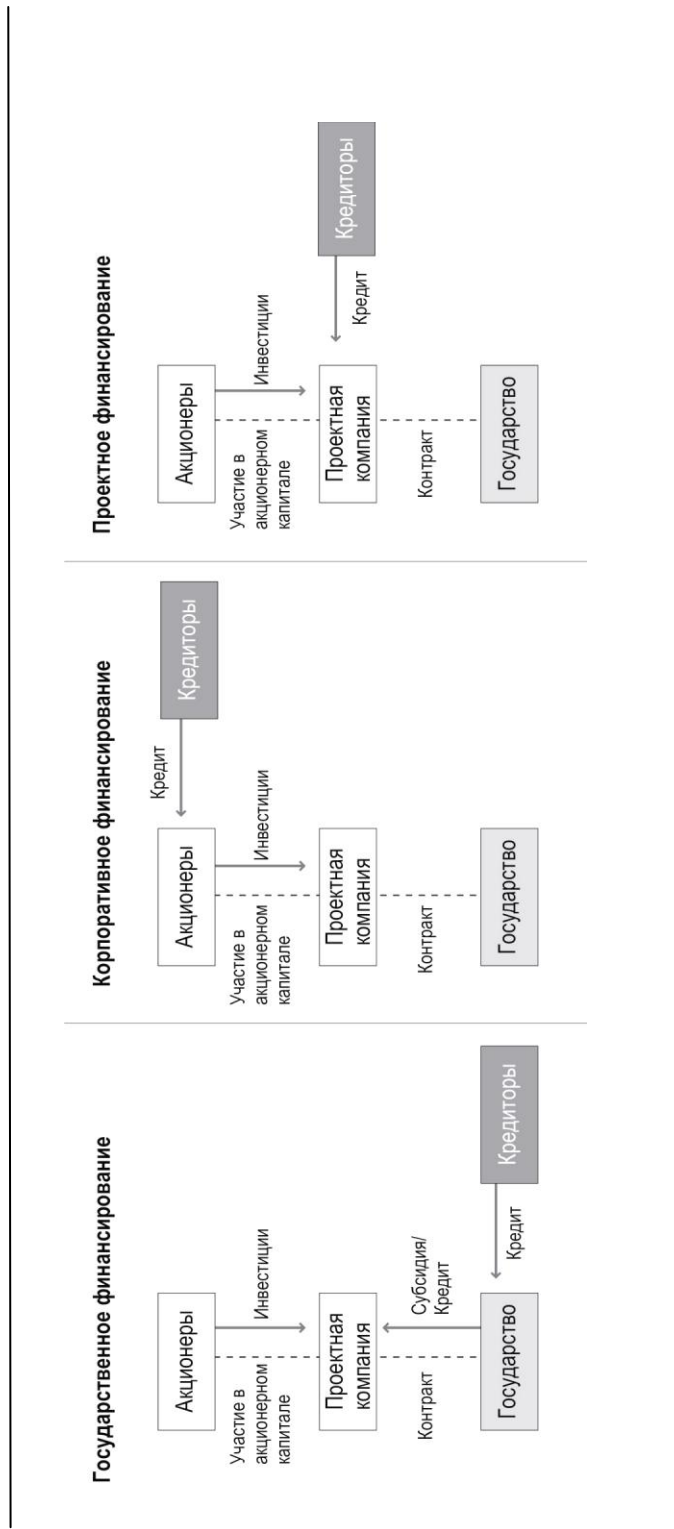 Государственное финансирование
Акционеры
Участие в
акционерном
капитале
Инвестиции
Проектная
компания
Контракт
Субсидия/
Кредит
Государство
Кредит
Кредиторы
Корпоративное финансирование
Акционеры
Кредит
Кредиторы
Участие в
акционерном
капитале
Инвестиции
Проектная
компания
Контракт
Государство
Проектное финансирование
Акционеры
Участие в
акционерном
капитале
Инвестиции
Проектная
компания
Кредит
Кредиторы
Контракт
Государство